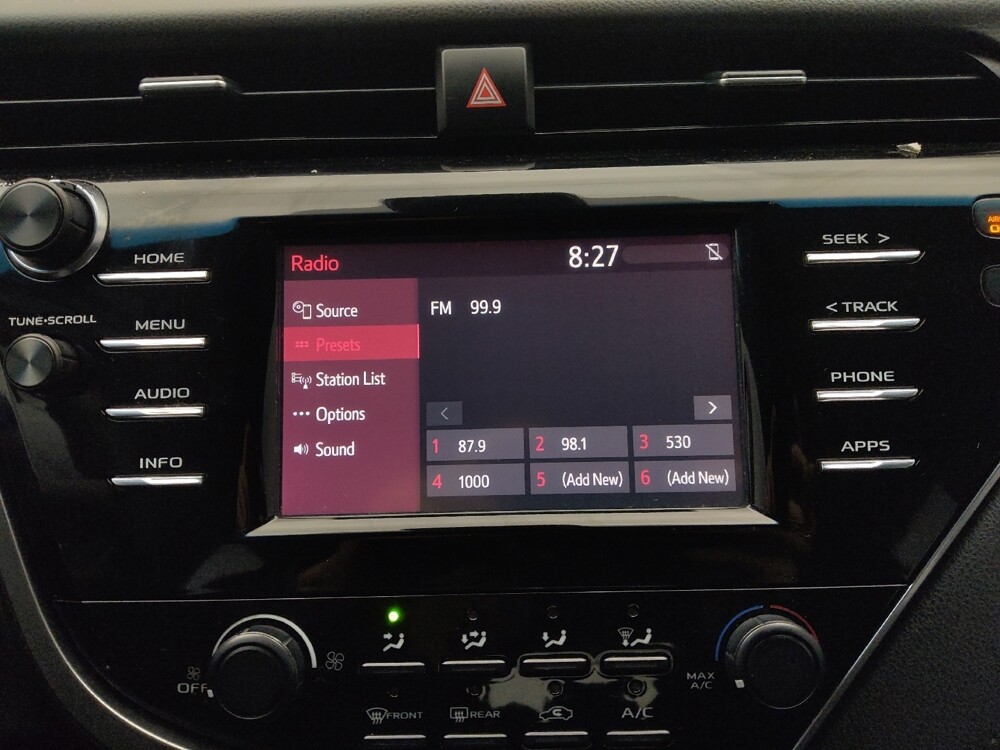 HOME
TUNE•SCROLL
MENU
AUDIO
INFO
Radio 8:27
Source
Presets
Station List
Options
Sound
FM 99.9
< >
1 87.9 2 98.1 3 530
4 1000 5 (Add New) 6 (Add New)
SEEK >
< TRACK
PHONE
APPS
OFF
MAX
A/C
FRONT REAR A/C